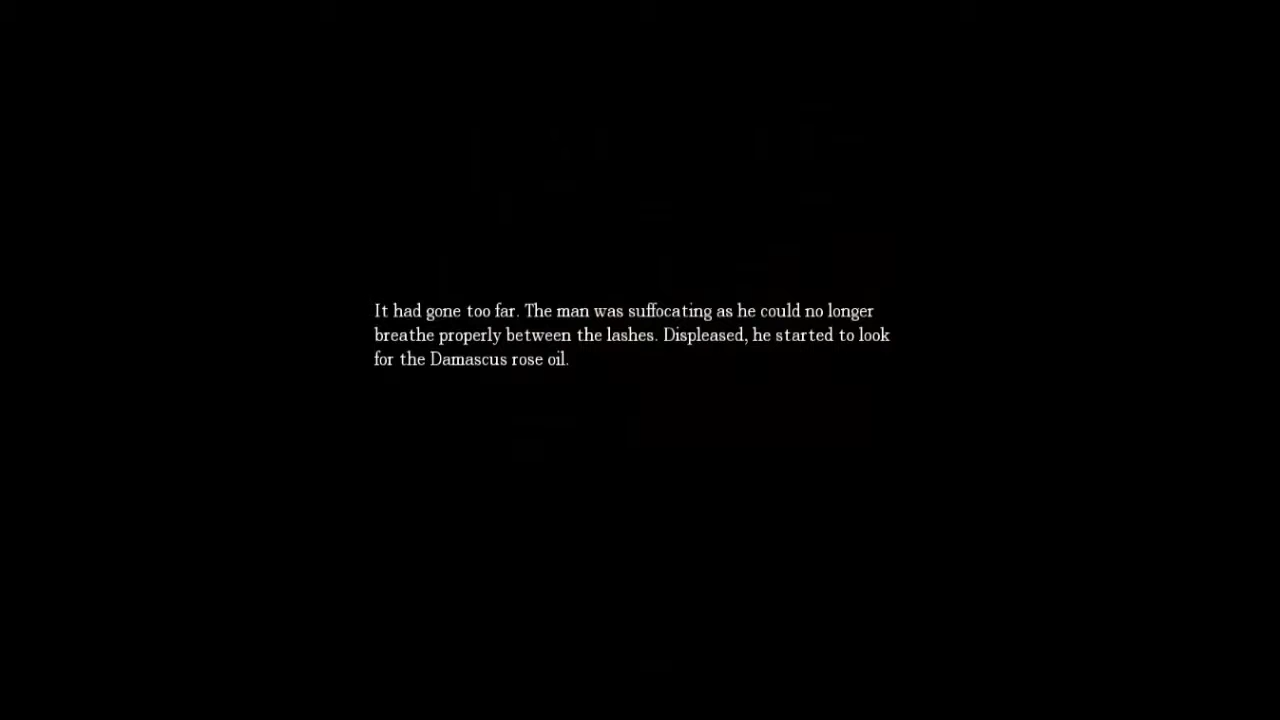 It had gone too far. The man was suffocating as he could no longer
breathe properly between the lashes. Displeased, he started to look
for the Damascus rose oil.